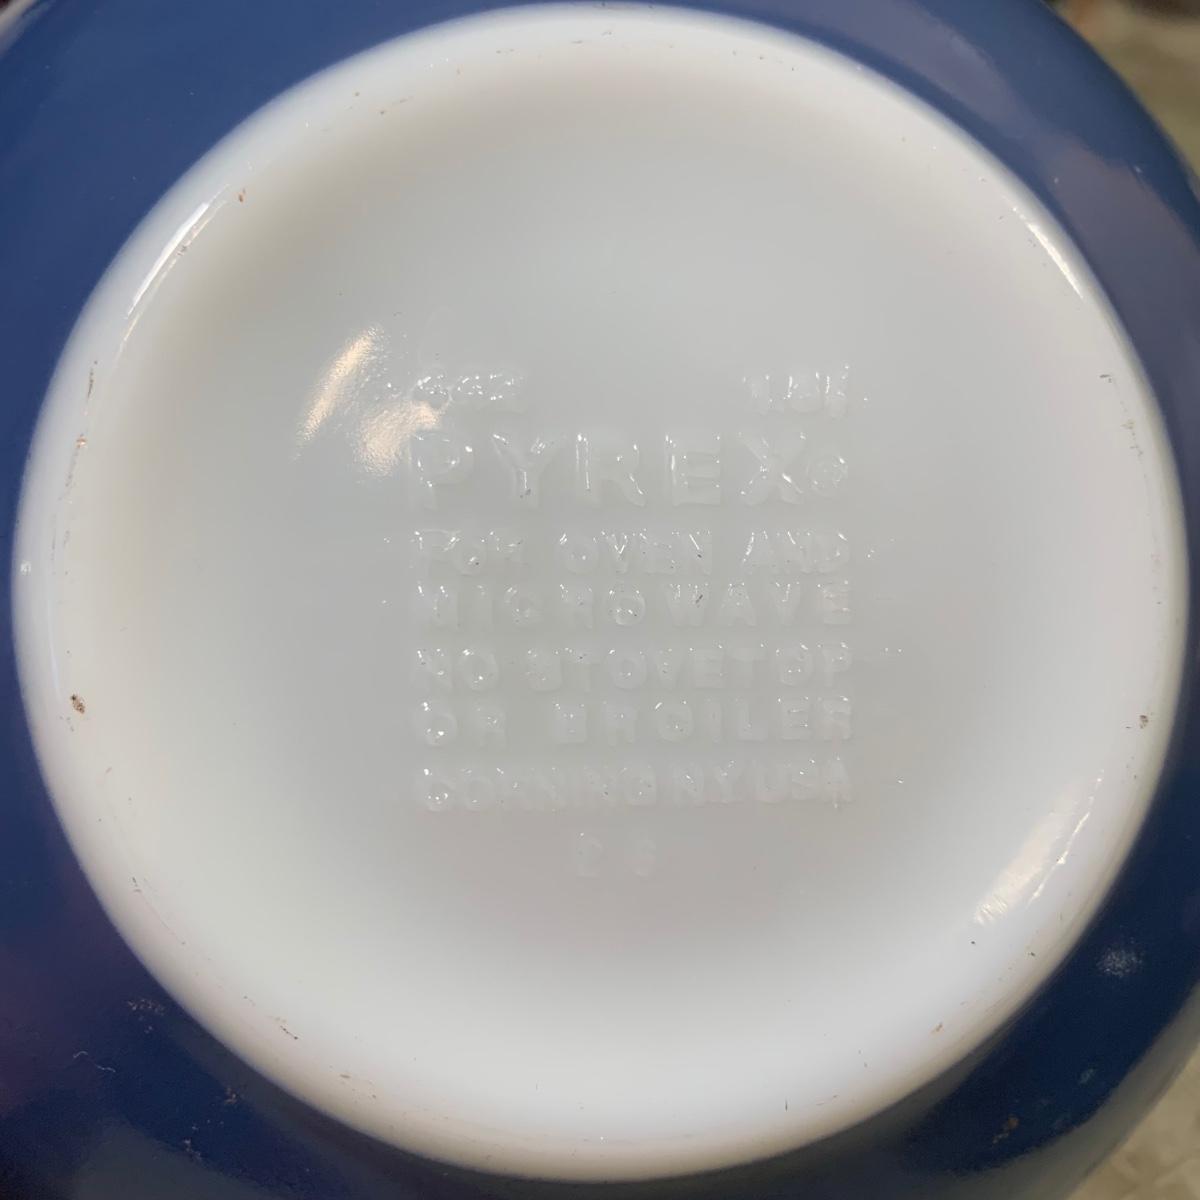 PYREX®
FOR OVEN AND
MICROWAVE
NO STOVETOP
OR BROILER
CORNING NY USA